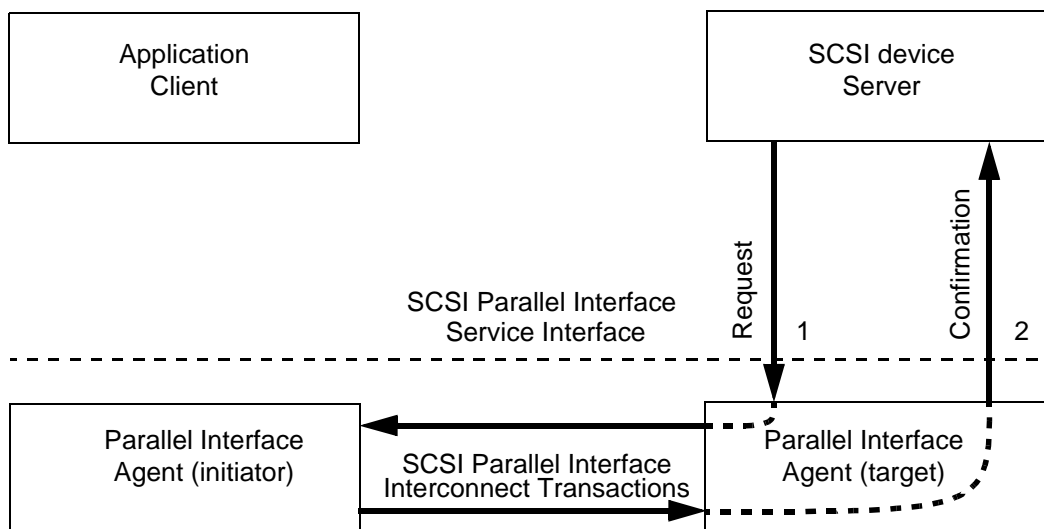 Application
Client
SCSI device
Server
Request
Confirmation
SCSI Parallel Interface
Service Interface
1
2
Parallel Interface
Agent (initiator)
SCSI Parallel Interface
Interconnect Transactions
Parallel Interface
Agent (target)